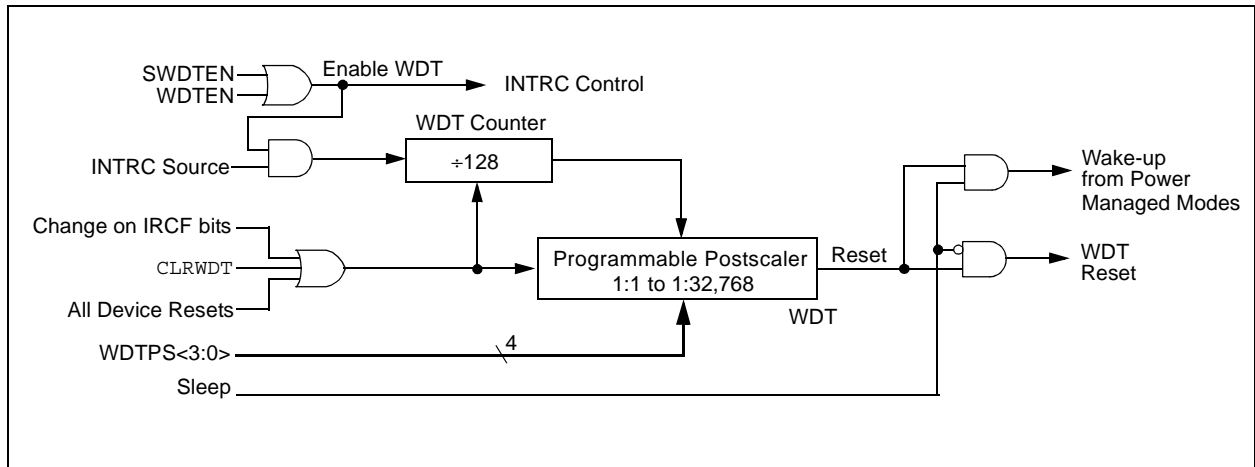 SWDTEN
WDTEN
Enable WDT
INTRC Control
WDT Counter
÷128
INTRC Source
Wake-up
from Power
Managed Modes
Change on IRCF bits
CLRWDT
All Device Resets
Programmable Postscaler
1:1 to 1:32,768
Reset
WDT
Reset
WDT
WDTPS<3:0>
4
Sleep